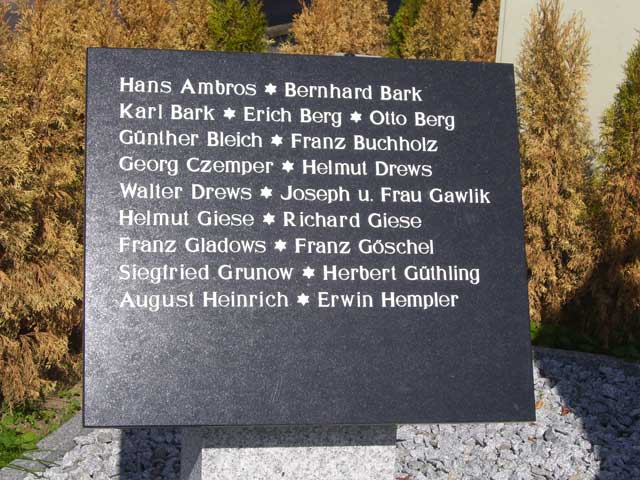 Hans Ambros ✶ Bernhard Bark
Karl Bark ✶ Erich Berg ✶ Otto Berg
Günther Bleich ✶ Franz Buchholz
Georg Czemper ✶ Helmut Drews
Walter Drews ✶ Joseph u. Frau Gawlik
Helmut Giese ✶ Richard Giese
Franz Gladows ✶ Franz Göschel
Siegfried Grunow ✶ Herbert Güthling
August Heinrich ✶ Erwin Hempler